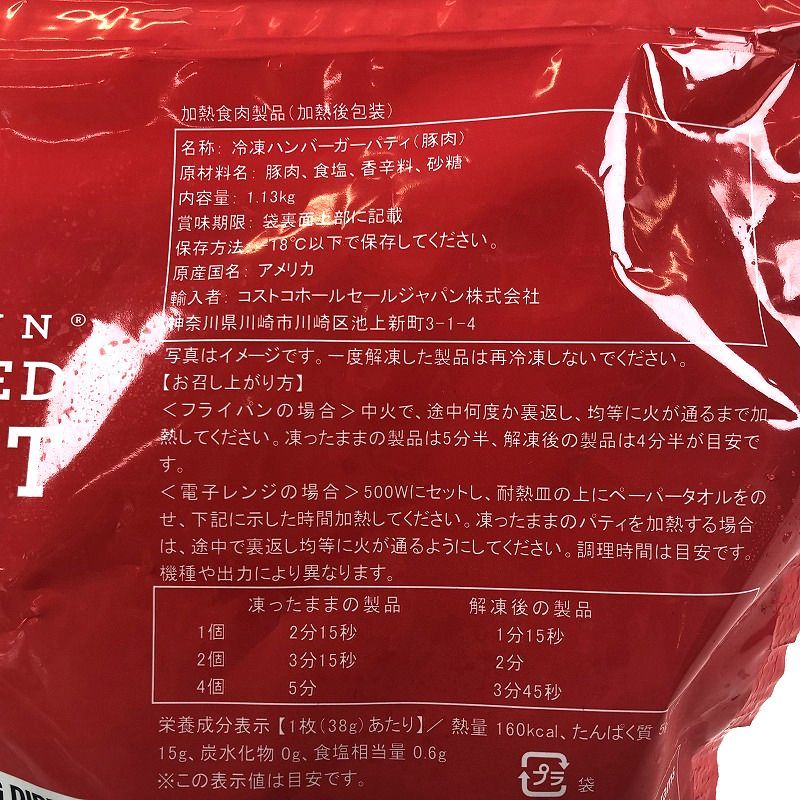 加熱食肉製品(加熱後包装)
名称: 冷凍ハンバーガーパティ(豚肉)
原材料名: 豚肉、食塩、香辛料、砂糖
内容量: 1.13kg
賞味期限: 袋裏面上部に記載
保存方法: -18℃以下で保存してください。
原産国名: アメリカ
輸入者: コストコホールセールジャパン株式会社
神奈川県川崎市川崎区池上新町3-1-4
写真はイメージです。一度解凍した製品は再冷凍しないでください。
【お召し上がり方】
<フライパンの場合>中火で、途中何度か裏返し、均等に火が通るまで加
熱してください。凍ったままの製品は5分半、解凍後の製品は4分半が目安で
す。
<電子レンジの場合>500Wにセットし、耐熱皿の上にペーパータオルをの
せ、下記に示した時間加熱してください。凍ったままのパティを加熱する場合
は、途中で裏返し均等に火が通るようにしてください。調理時間は目安です。
機種や出力により異なります。
凍ったままの製品 解凍後の製品
1個 2分15秒 1分15秒
2個 3分15秒 2分
4個 5分 3分45秒
栄養成分表示【1枚(38g)あたり】/ 熱量 160kcal、たんぱく質
15g、炭水化物 0g、食塩相当量 0.6g
※この表示値は目安です。
プラ 袋
N®
ED
T